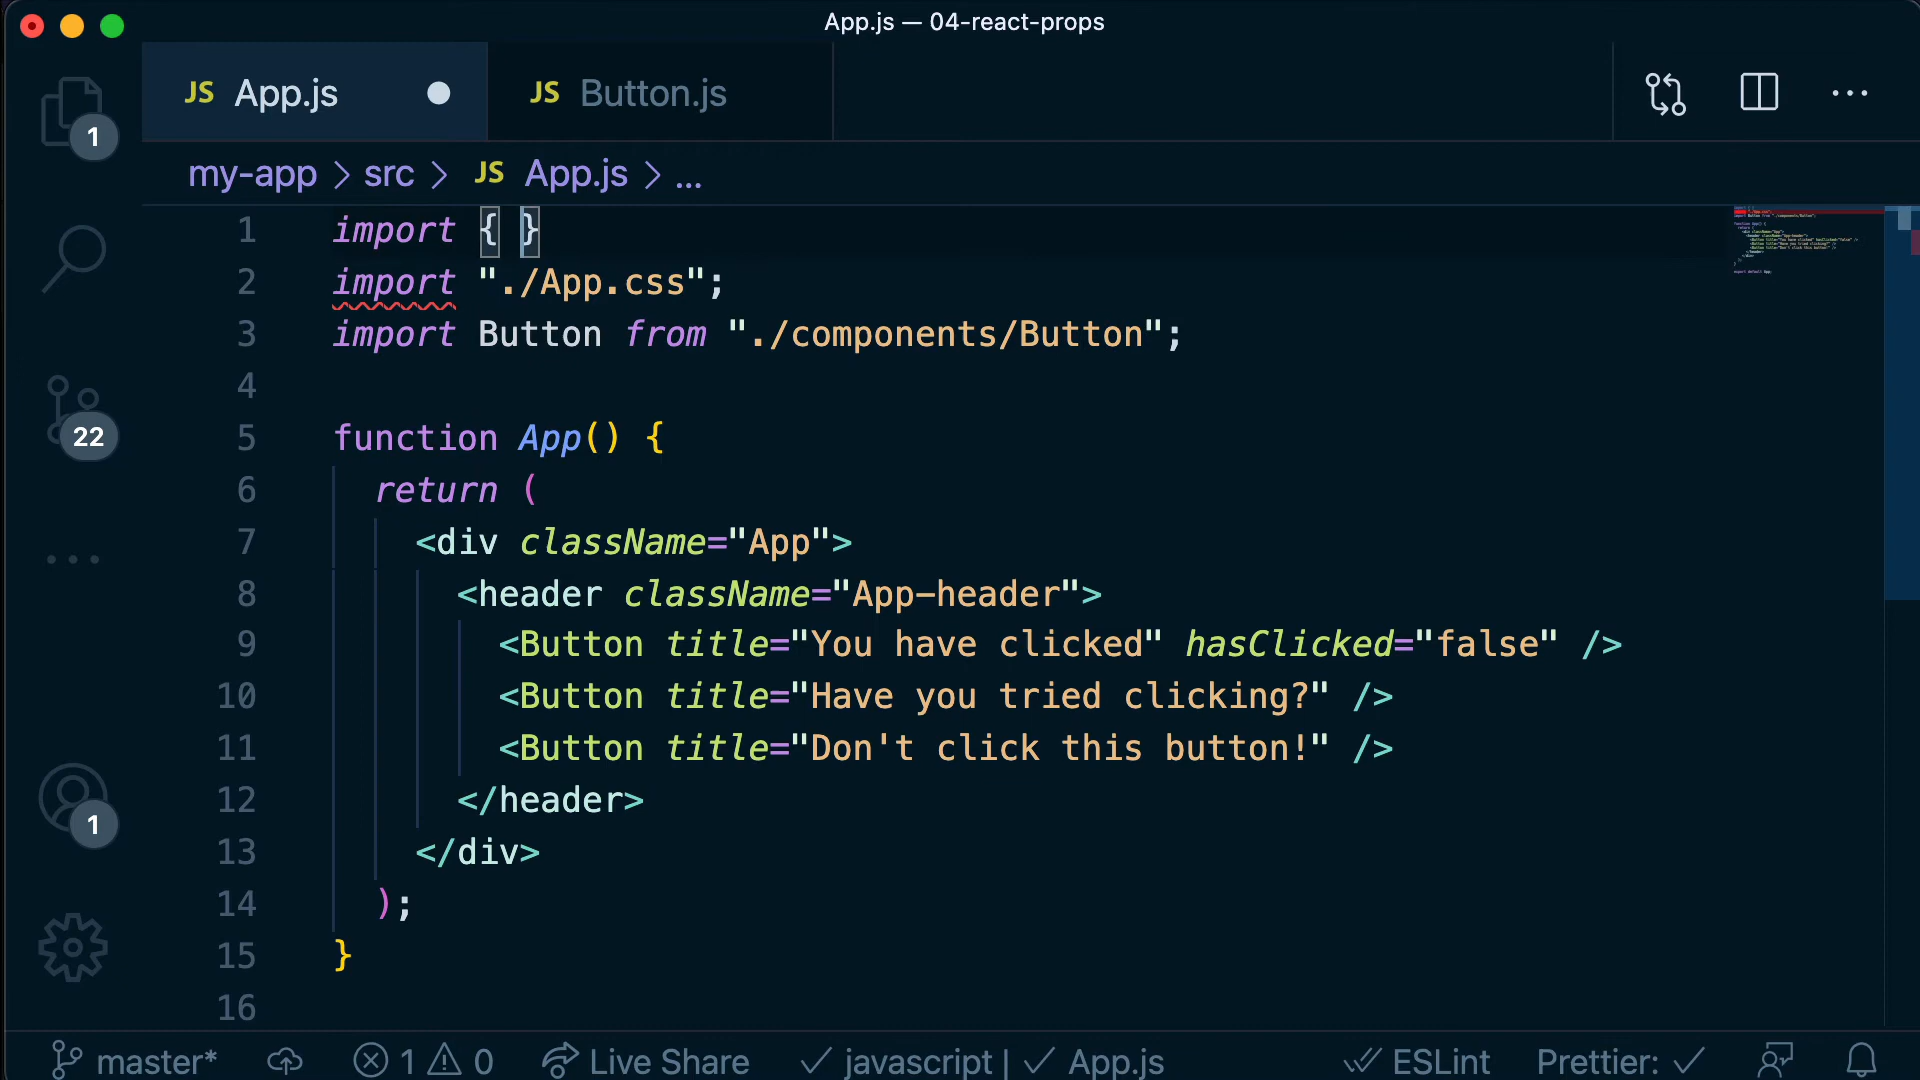 App.js — 04-react-props
JS App.js JS Button.js
my-app > src > JS App.js > ...
1 import { }
2 import "./App.css";
3 import Button from "./components/Button";
4
5 function App() {
6 return (
7 <div className="App">
8 <header className="App-header">
9 <Button title="You have clicked" hasClicked="false" />
10 <Button title="Have you tried clicking?" />
11 <Button title="Don't click this button!" />
12 </header>
13 </div>
14 );
15 }
16
1
22
1
master* 1 0 Live Share javascript | App.js ESLint Prettier: